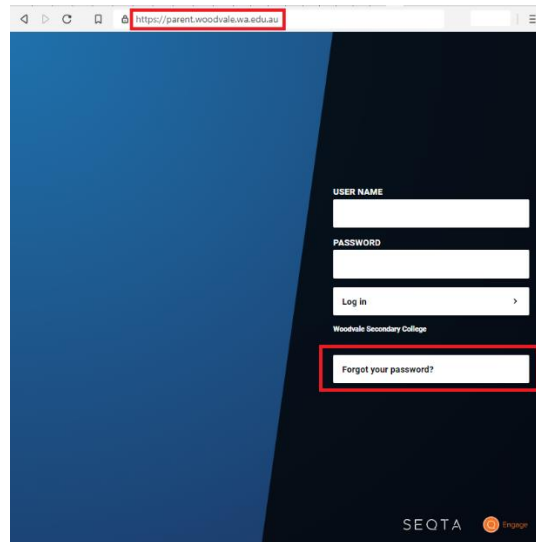 https://parent.woodvale.wa.edu.au
USER NAME
PASSWORD
Log in
Woodvale Secondary College
Forgot your password?
SEQTA Engage